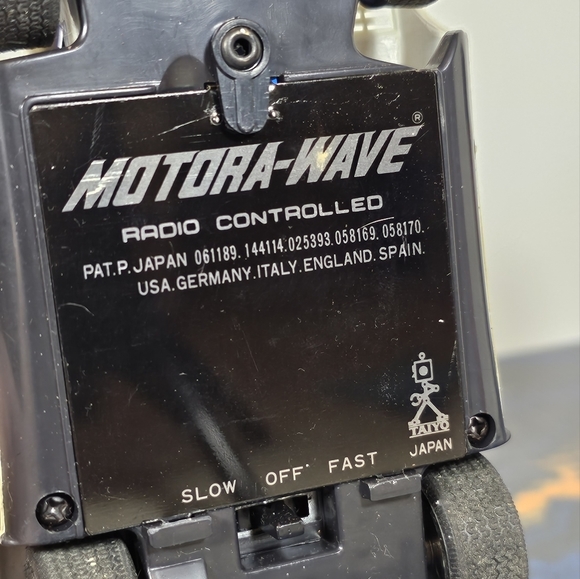 MOTORA-WAVE®
RADIO CONTROLLED
PAT.P.JAPAN 061189.144114.025393.058169.058170.
USA.GERMANY.ITALY.ENGLAND.SPAIN.
TAIYO
JAPAN
SLOW OFF FAST